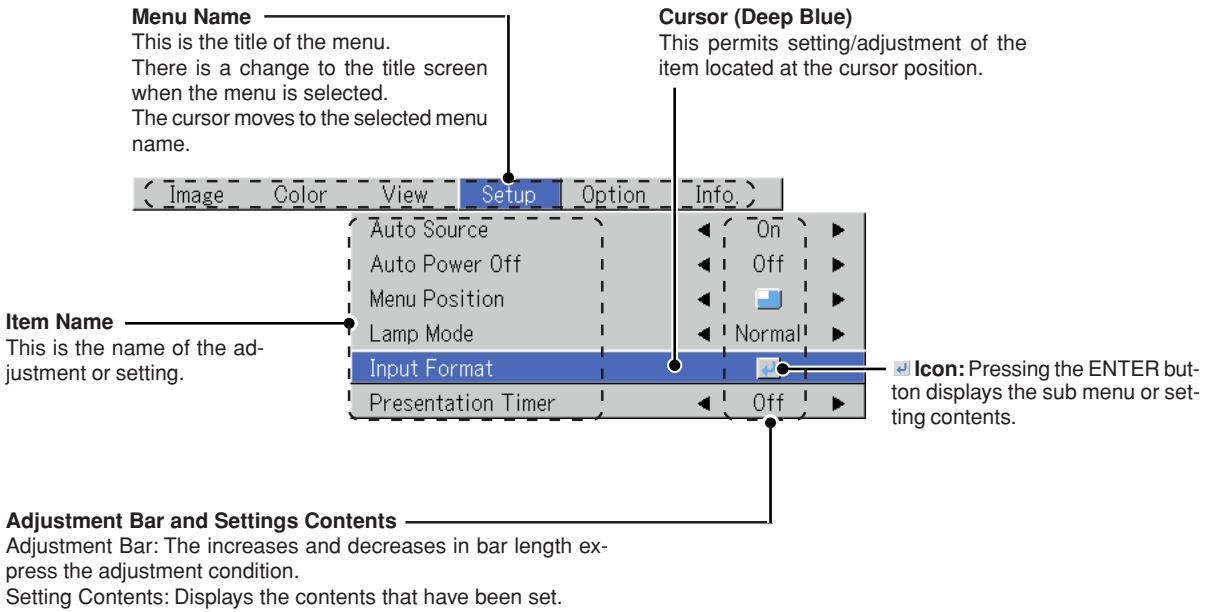 Menu Name
This is the title of the menu.
There is a change to the title screen
when the menu is selected.
The cursor moves to the selected menu
name.
Cursor (Deep Blue)
This permits setting/adjustment of the
item located at the cursor position.
Image Color View Setup Option Info.
Auto Source On
Auto Power Off Off
Menu Position
Lamp Mode Normal
Input Format
Presentation Timer Off
Item Name
This is the name of the ad-
justment or setting.
Icon: Pressing the ENTER but-
ton displays the sub menu or set-
ting contents.
Adjustment Bar and Settings Contents
Adjustment Bar: The increases and decreases in bar length ex-
press the adjustment condition.
Setting Contents: Displays the contents that have been set.